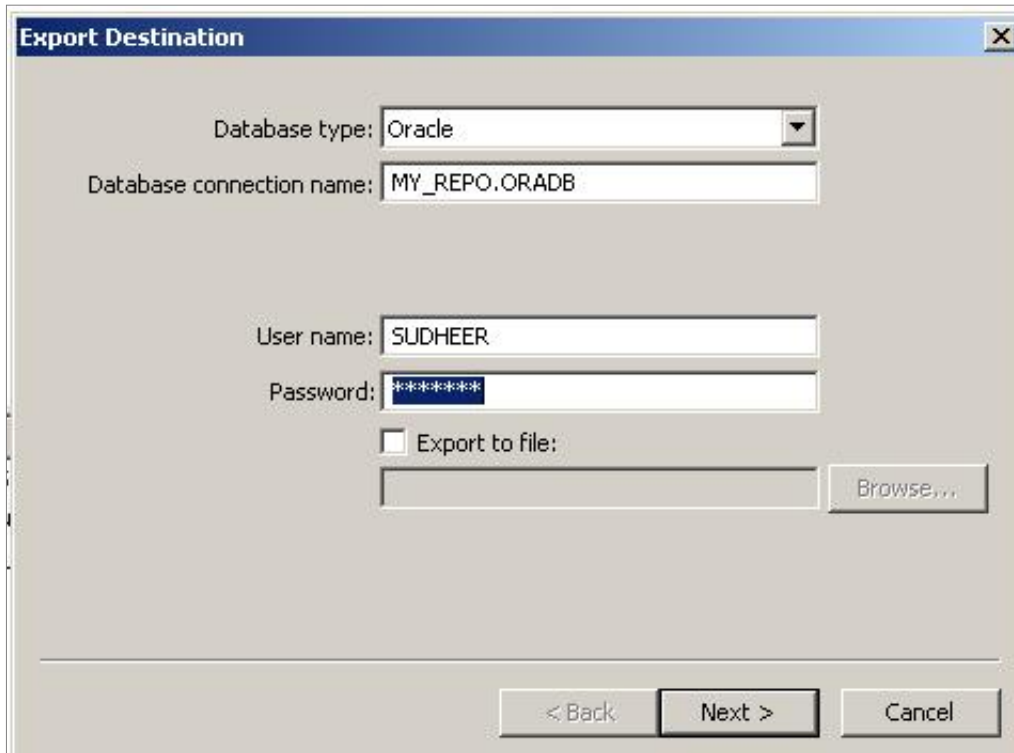 Export Destination
Database type: Oracle
Database connection name: MY_REPO.ORADB
User name: SUDHEER
Password: *******
Export to file:
Browse...
< Back Next > Cancel